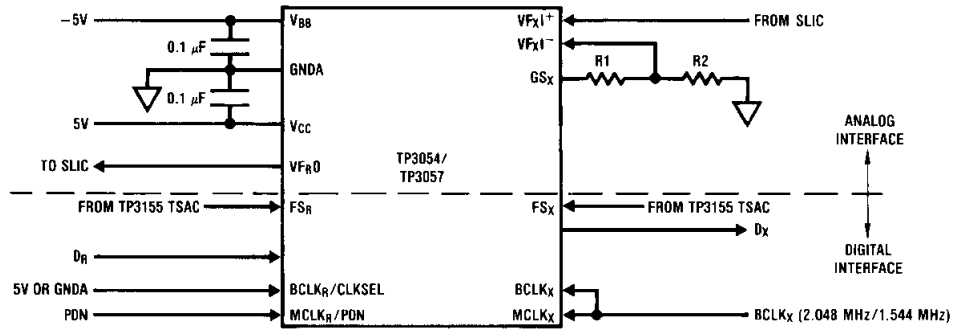 −5V
VBB
VFXI+
FROM SLIC
0.1 μF
VFXI−
GNDA
GSX
R1
R2
0.1 μF
5V
VCC
ANALOG
INTERFACE
TO SLIC
VFRO
TP3054/
TP3057
FROM TP3155 TSAC
FSR
FSX
FROM TP3155 TSAC
DR
DX
DIGITAL
INTERFACE
5V OR GNDA
BCLKR/CLKSEL
BCLKX
PDN
MCLKR/PDN
MCLKX
BCLKX (2.048 MHz/1.544 MHz)